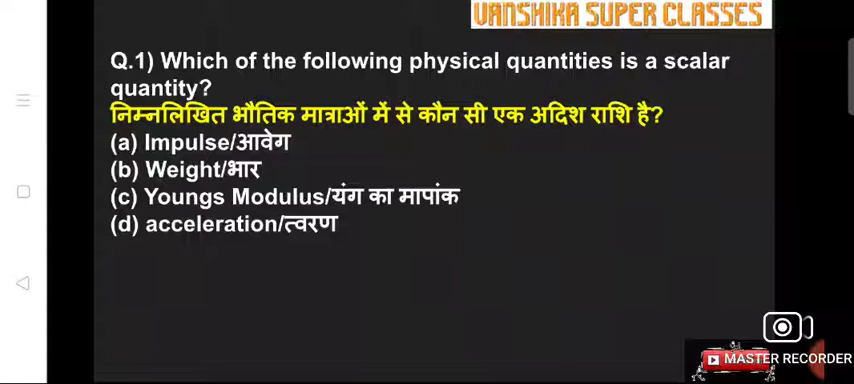 VANSHIKA SUPER CLASSES
Q.1) Which of the following physical quantities is a scalar
quantity?
निम्नलिखित भौतिक मात्राओं में से कौन सी एक अदिश राशि है?
(a) Impulse/आवेग
(b) Weight/भार
(c) Youngs Modulus/यंग का मापांक
(d) acceleration/त्वरण
MASTER RECORDER